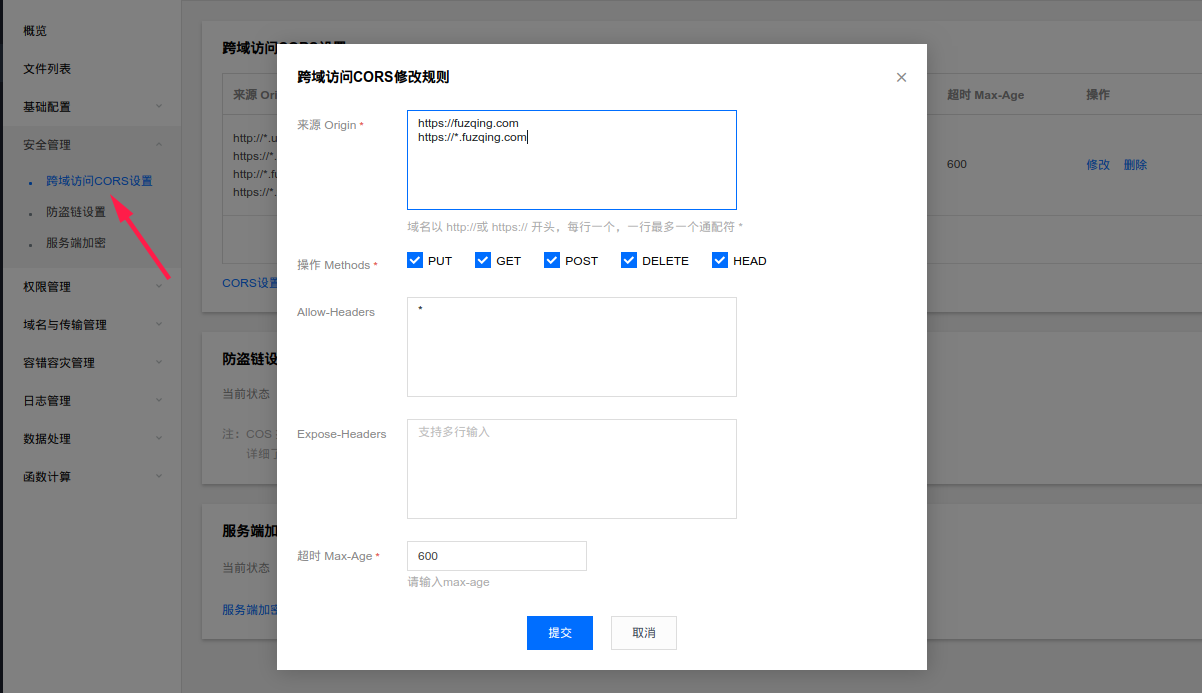 概览
文件列表
基础配置
安全管理
跨域访问CORS设置
防盗链设置
服务端加密
权限管理
域名与传输管理
容错容灾管理
日志管理
数据处理
函数计算
跨域访问CORS设置
来源 Ori
超时 Max-Age
操作
http://*.u
https://*.
http://*.fu
https://*.
600
修改
删除
CORS设置
防盗链设
当前状态
注: COS
详细了
服务端加
当前状态
服务端加密
跨域访问CORS修改规则
来源 Origin *
https://fuzqing.com
https://*.fuzqing.com
域名以 http://或 https:// 开头，每行一个，一行最多一个通配符 *
操作 Methods *
PUT
GET
POST
DELETE
HEAD
Allow-Headers
*
Expose-Headers
支持多行输入
超时 Max-Age *
600
请输入max-age
提交
取消